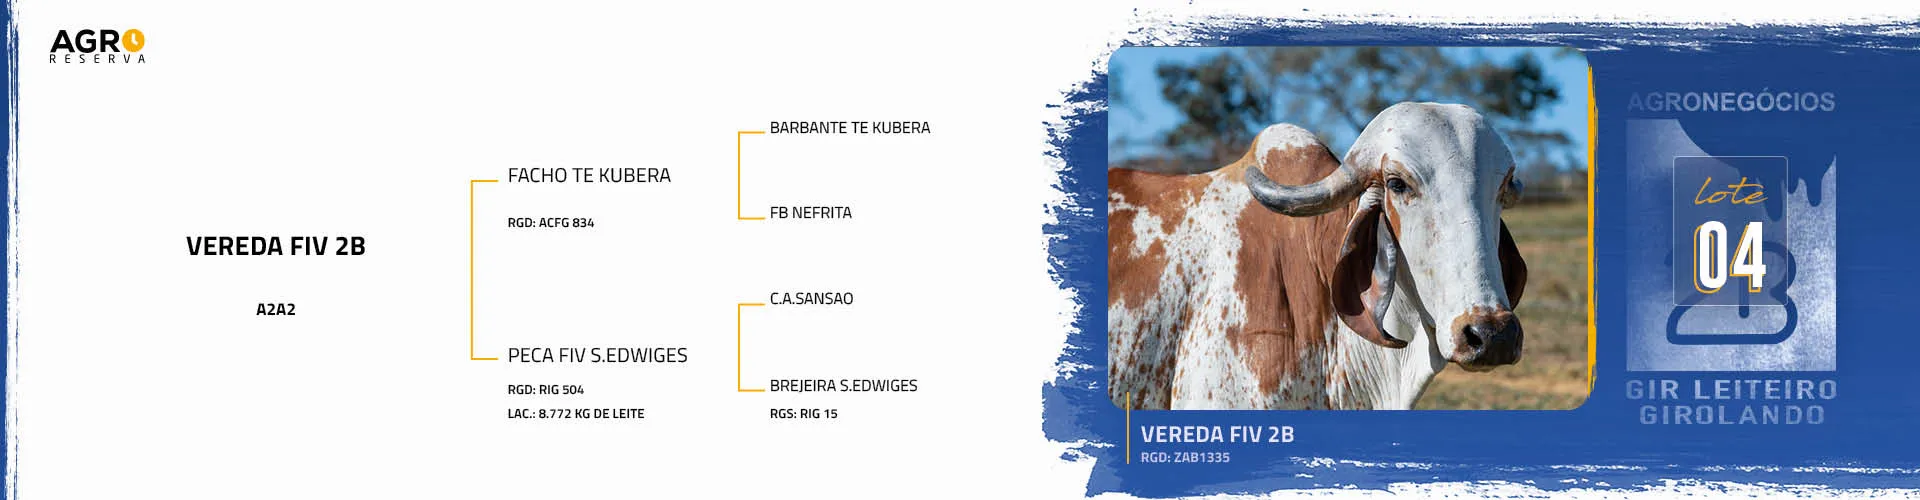 AGRO
RESERVA
VEREDA FIV 2B
A2A2
FACHO TE KUBERA
RGD: ACFG 834
PECA FIV S.EDWIGES
RGD: RIG 504
LAC.: 8.772 KG DE LEITE
BARBANTE TE KUBERA
FB NEFRITA
C.A.SANSAO
BREJEIRA S.EDWIGES
RGS: RIG 15
VEREDA FIV 2B
RGD: ZAB1335
AGRONEGÓCIOS
lote
04
2B
GIR LEITEIRO
GIROLANDO